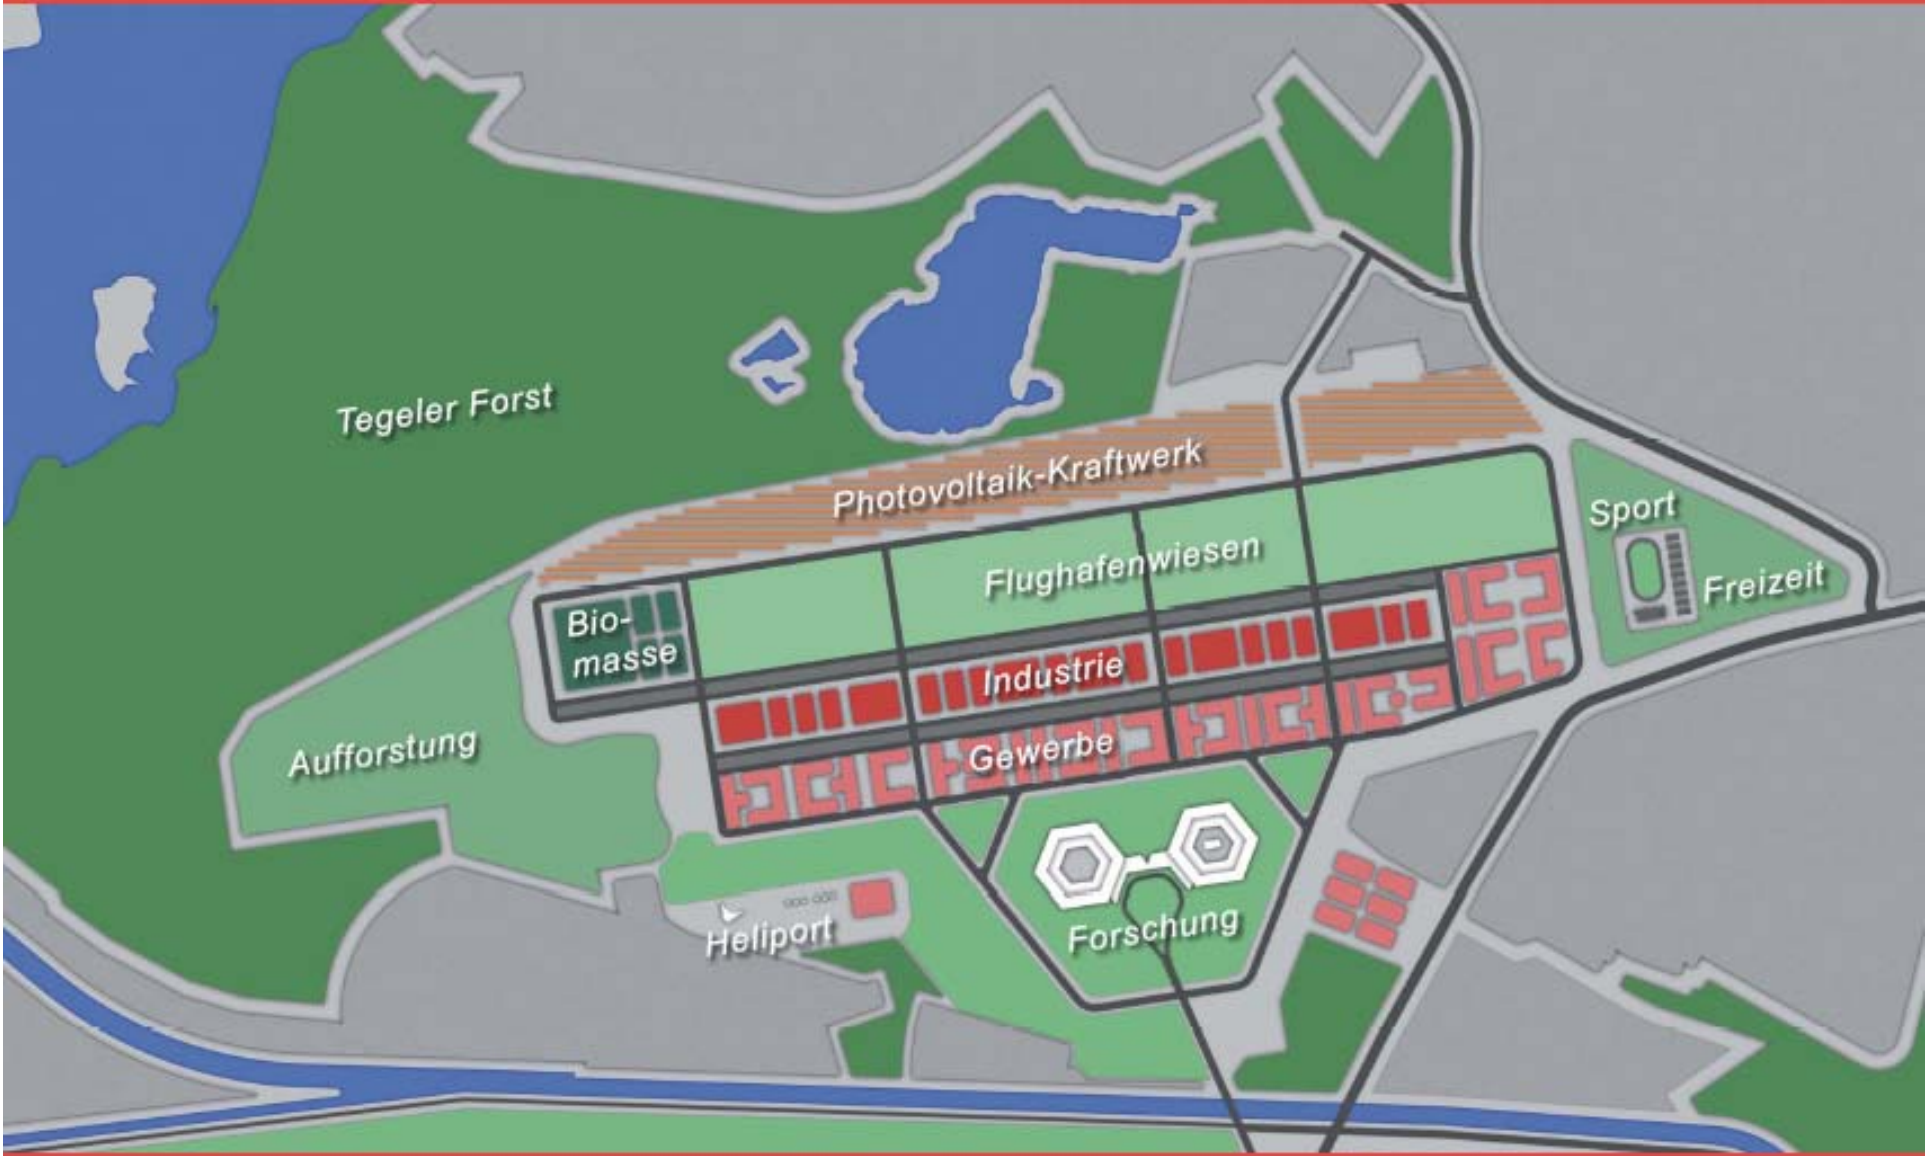 Tegeler Forst
Photovoltaik-Kraftwerk
Sport
Flughafenwiesen
Freizeit
Bio-
masse
Industrie
Aufforstung
Gewerbe
Heliport
Forschung